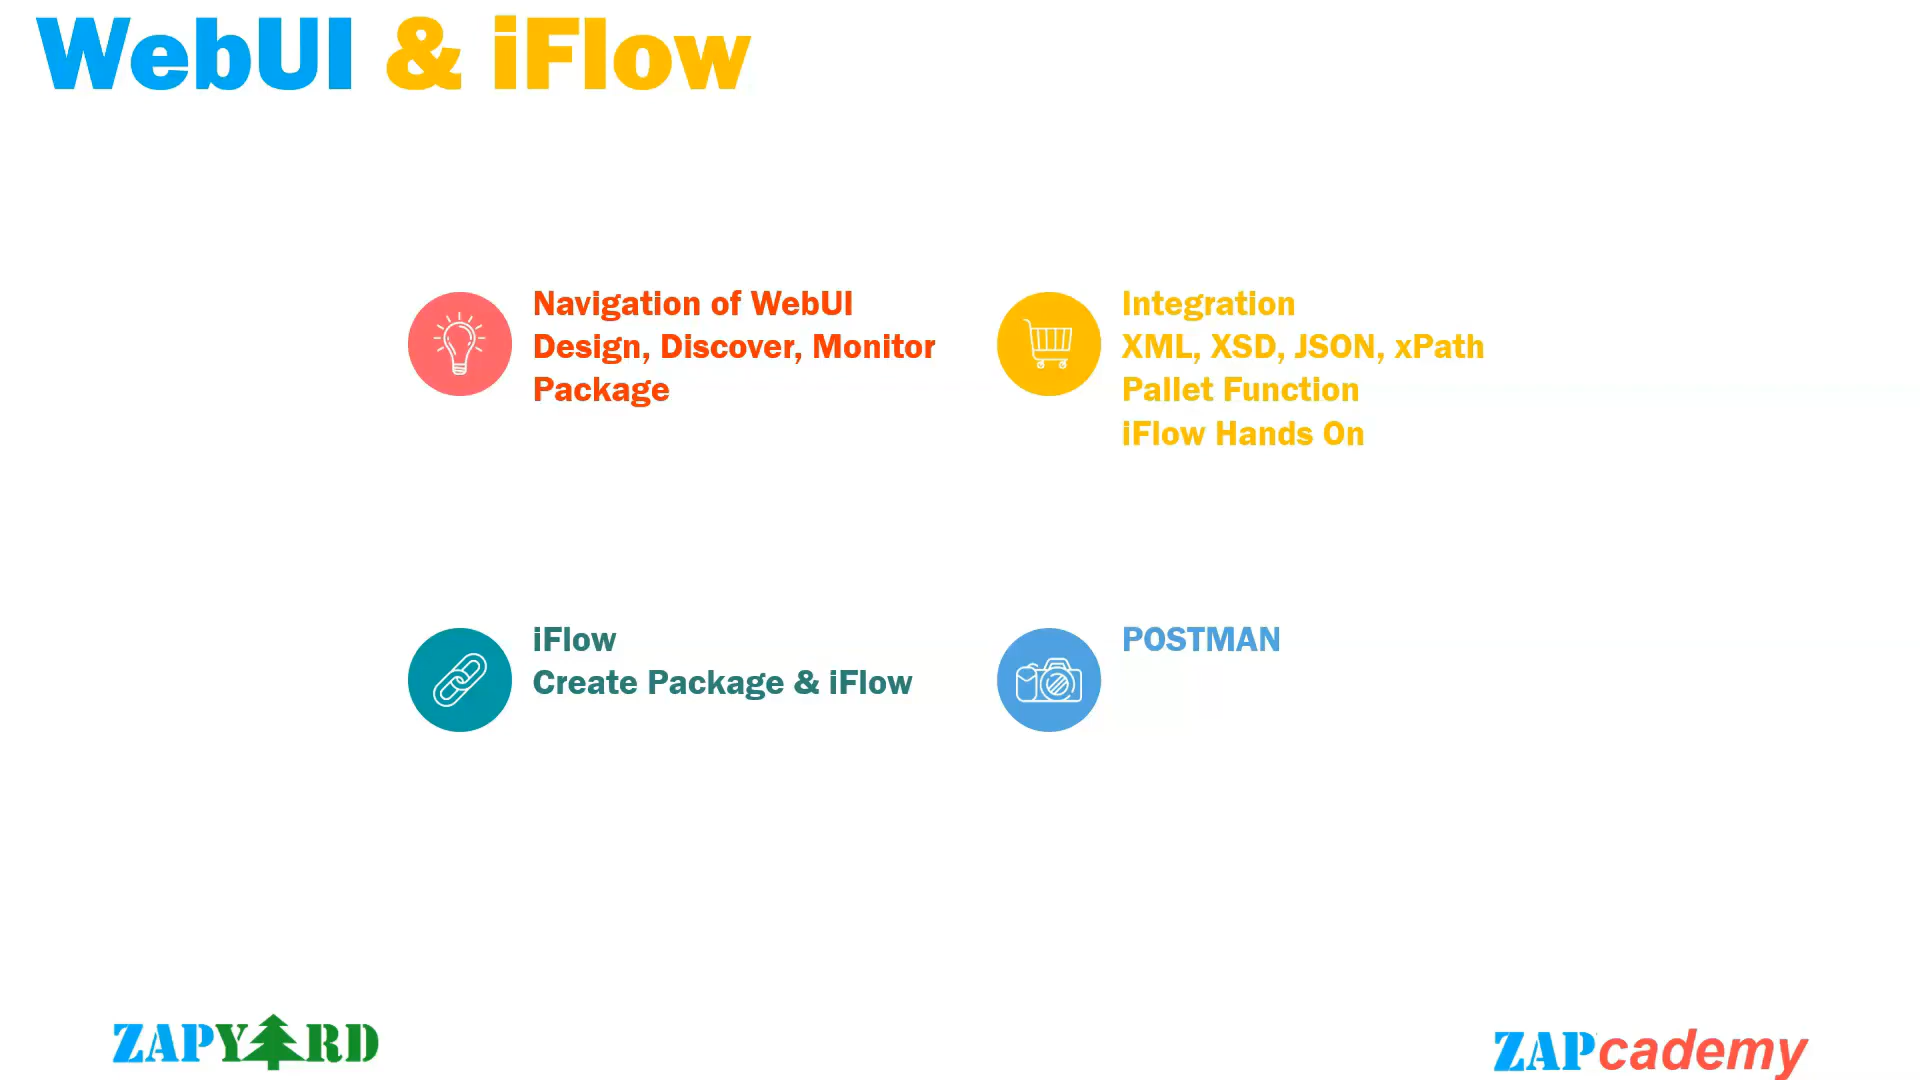 WebUI & iFlow
Navigation of WebUI
Design, Discover, Monitor
Package
Integration
XML, XSD, JSON, xPath
Pallet Function
iFlow Hands On
iFlow
Create Package & iFlow
POSTMAN
ZAPYARD
ZAPcademy